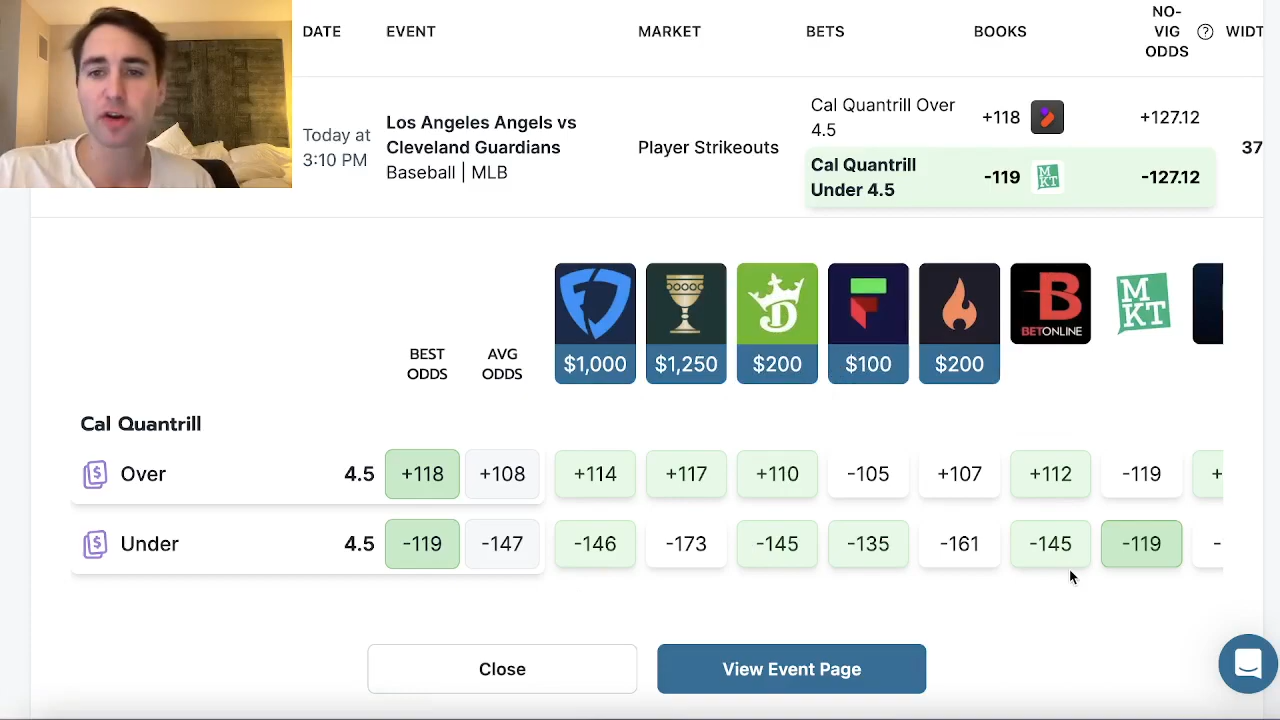 DATE EVENT MARKET BETS BOOKS NO-VIG ODDS ? WIDT
Today at 3:10 PM
Los Angeles Angels vs
Cleveland Guardians
Baseball | MLB
Player Strikeouts
Cal Quantrill Over
4.5
+118
+127.12
Cal Quantrill
Under 4.5
-119
MKT
-127.12
37
BEST ODDS
AVG ODDS
$1,000
$1,250
D
$200
F
$100
$200
B
BETONLINE
MKT
Cal Quantrill
$ Over 4.5 +118 +108 +114 +117 +110 -105 +107 +112 -119 +
$ Under 4.5 -119 -147 -146 -173 -145 -135 -161 -145 -119 -
Close View Event Page